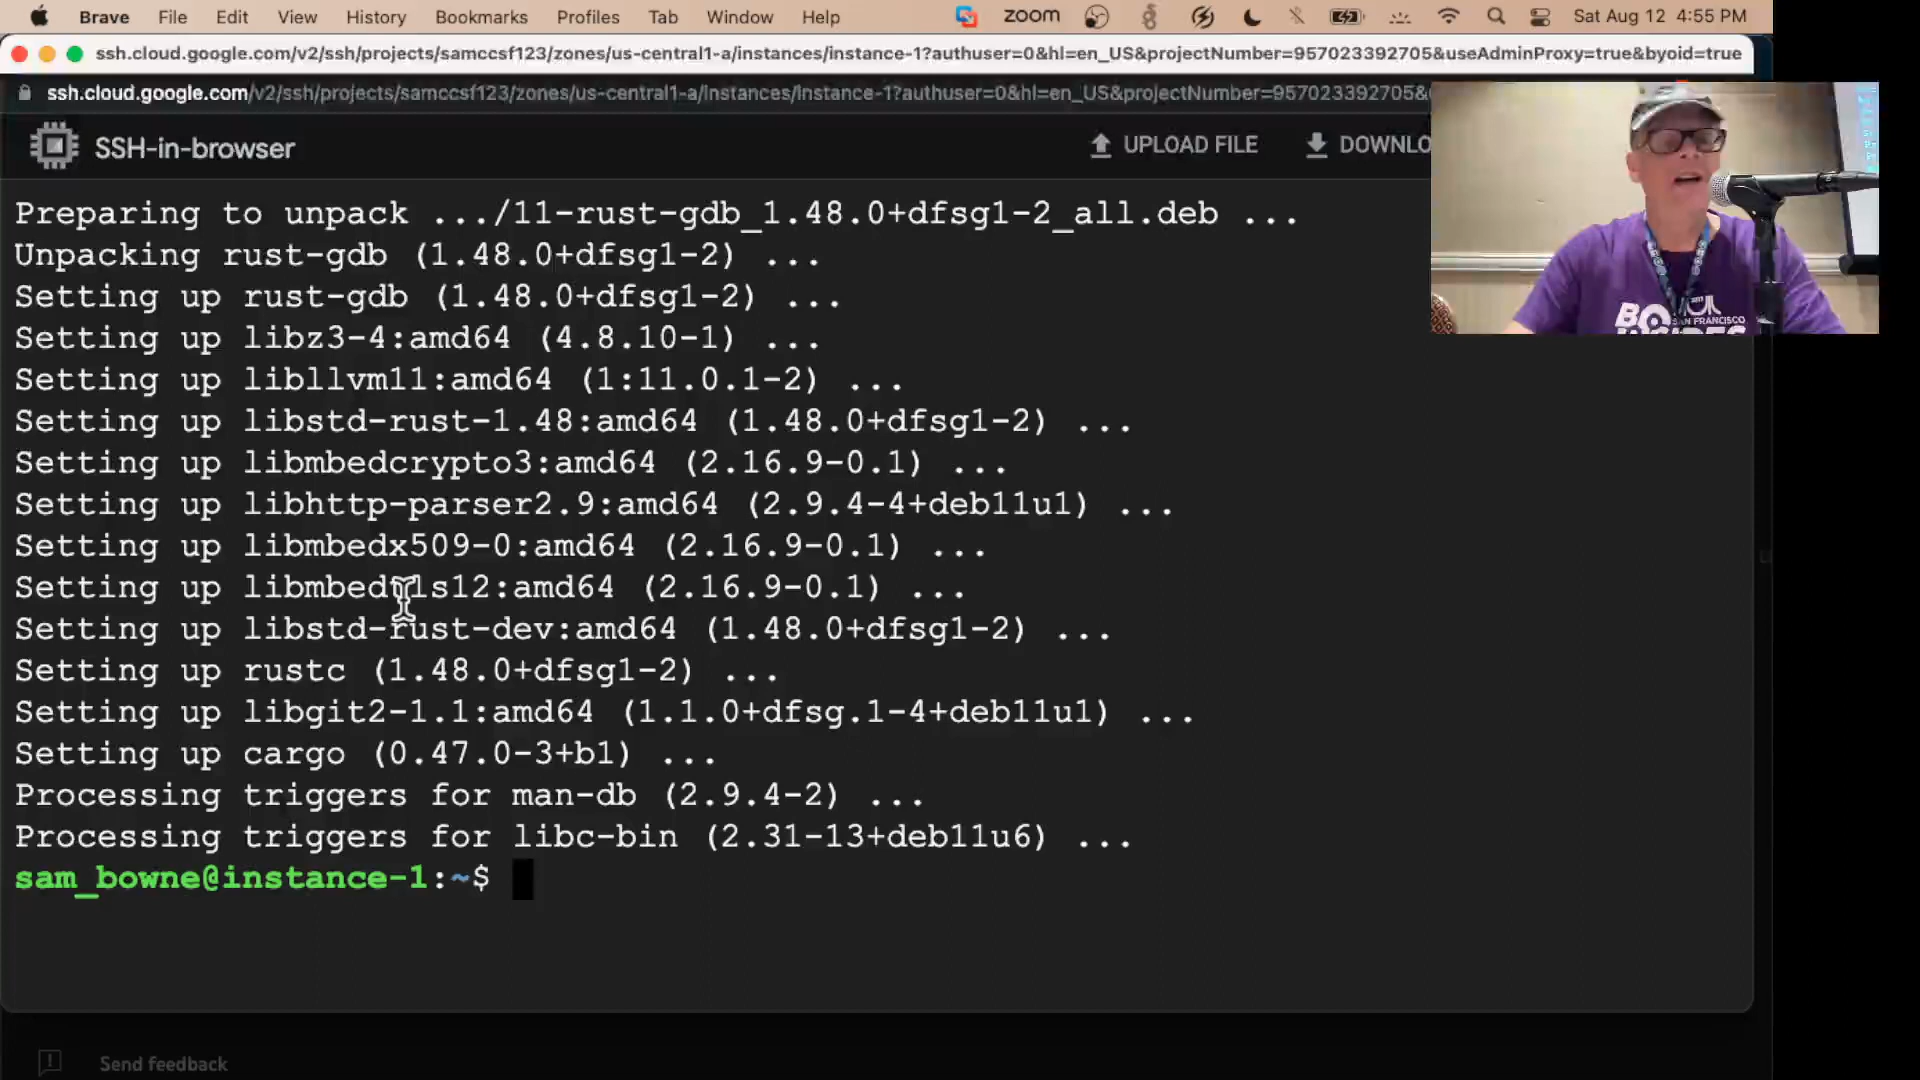 Brave File Edit View History Bookmarks Profiles Tab Window Help zoom Sat Aug 12 4:55 PM
ssh.cloud.google.com/v2/ssh/projects/samccsf123/zones/us-central1-a/instances/instance-1?authuser=0&hl=en_US&projectNumber=957023392705&useAdminProxy=true&byoid=true
ssh.cloud.google.com/v2/ssh/projects/samccsf123/zones/us-central1-a/instances/instance-1?authuser=0&hl=en_US&projectNumber=957023392705&
SSH-in-browser UPLOAD FILE DOWNLO
Preparing to unpack .../11-rust-gdb_1.48.0+dfsg1-2_all.deb ...
Unpacking rust-gdb (1.48.0+dfsg1-2) ...
Setting up rust-gdb (1.48.0+dfsg1-2) ...
Setting up libz3-4:amd64 (4.8.10-1) ...
Setting up libllvm11:amd64 (1:11.0.1-2) ...
Setting up libstd-rust-1.48:amd64 (1.48.0+dfsg1-2) ...
Setting up libmbedcrypto3:amd64 (2.16.9-0.1) ...
Setting up libhttp-parser2.9:amd64 (2.9.4-4+deb11u1) ...
Setting up libmbedx509-0:amd64 (2.16.9-0.1) ...
Setting up libmbedtls12:amd64 (2.16.9-0.1) ...
Setting up libstd-rust-dev:amd64 (1.48.0+dfsg1-2) ...
Setting up rustc (1.48.0+dfsg1-2) ...
Setting up libgit2-1.1:amd64 (1.1.0+dfsg.1-4+deb11u1) ...
Setting up cargo (0.47.0-3+b1) ...
Processing triggers for man-db (2.9.4-2) ...
Processing triggers for libc-bin (2.31-13+deb11u6) ...
sam_bowne@instance-1:~$
Send feedback
SAN FRANCISCO